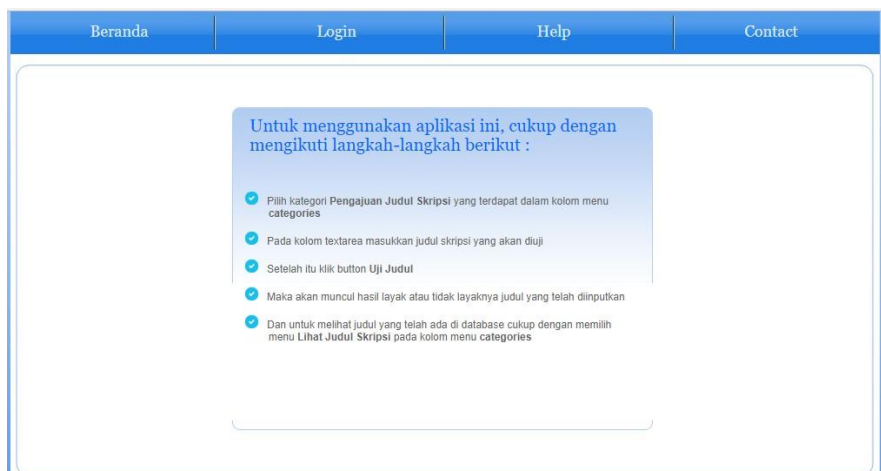 Beranda
Login
Help
Contact
Untuk menggunakan aplikasi ini, cukup dengan
mengikuti langkah-langkah berikut :
Pilih kategori Pengajuan Judul Skripsi yang terdapat dalam kolom menu
categories
Pada kolom textarea masukkan judul skripsi yang akan diuji
Setelah itu klik button Uji Judul
Maka akan muncul hasil layak atau tidak layaknya judul yang telah diinputkan
Dan untuk melihat judul yang telah ada di database cukup dengan memilih
menu Lihat Judul Skripsi pada kolom menu categories